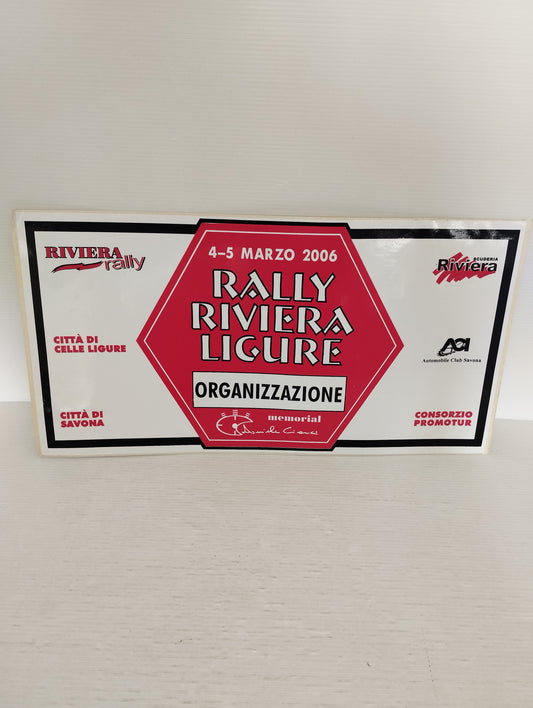 RIVIERA
rally
CITTÀ DI
CELLE LIGURE
CITTÀ DI
SAVONA
4-5 MARZO 2006
RALLY
RIVIERA
LIGURE
ORGANIZZAZIONE
memorial
SCUDERIA
Riviera
ACI
Automobile Club Savona
CONSORZIO
PROMOTUR